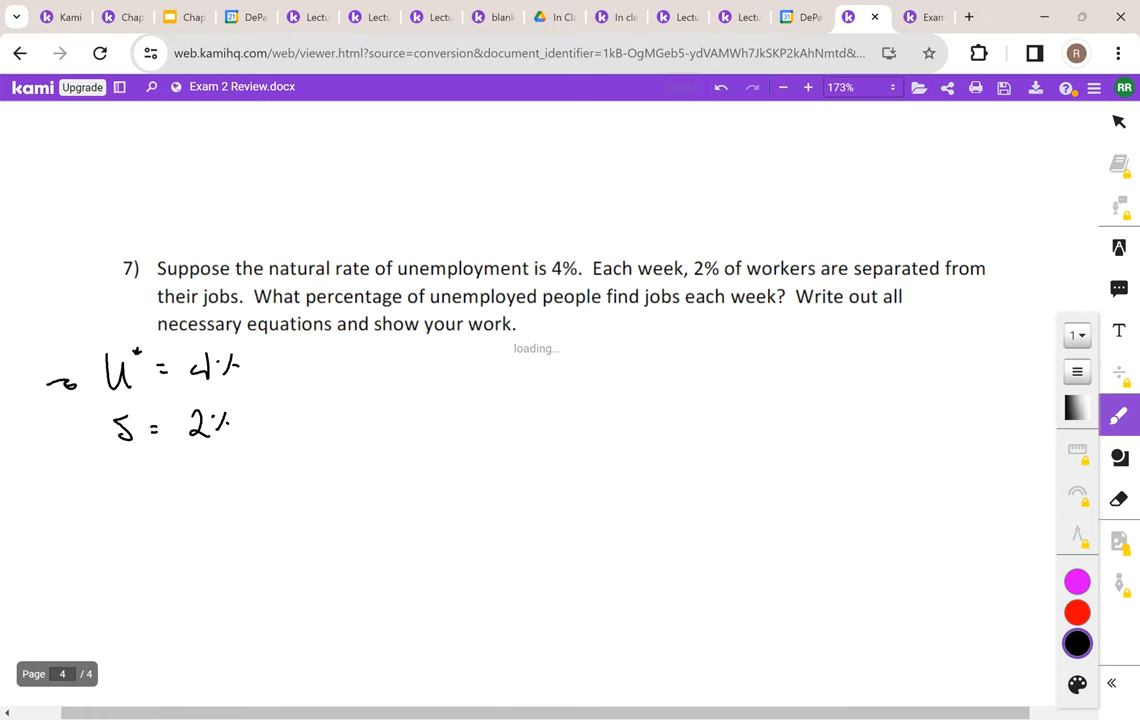 Kami
Chap
Chap
DePa
Lectu
Lectu
Lectu
blank
In Cla
In cla
Lectu
Lectu
DePa
Exam
web.kamihq.com/web/viewer.html?source=conversion&document_identifier=1kB-OgMGeb5-ydVAMWh7JkSKP2kAhNmtd&...
R
kami Upgrade Exam 2 Review.docx 173% RR
7) Suppose the natural rate of unemployment is 4%. Each week, 2% of workers are separated from
their jobs. What percentage of unemployed people find jobs each week? Write out all
necessary equations and show your work.
loading...
U* = 4%
S = 2%
T
1
Page 4 / 4